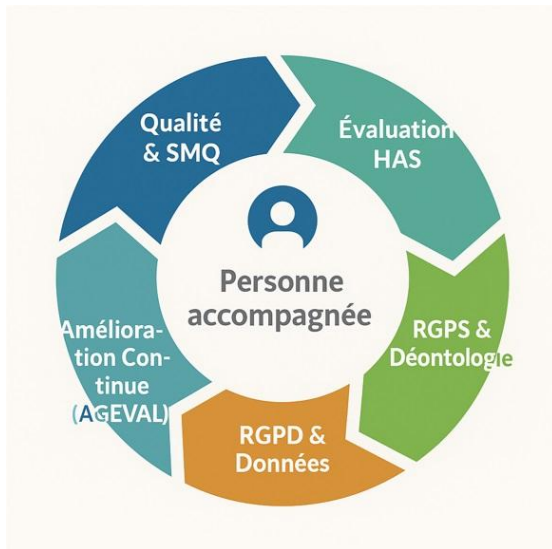 Qualité
& SMQ
Évaluation
HAS
RGPS &
Déontologie
RGPD &
Données
Améliora-
tion Con-
tinue
(AGEVAL)
Personne
accompagnée